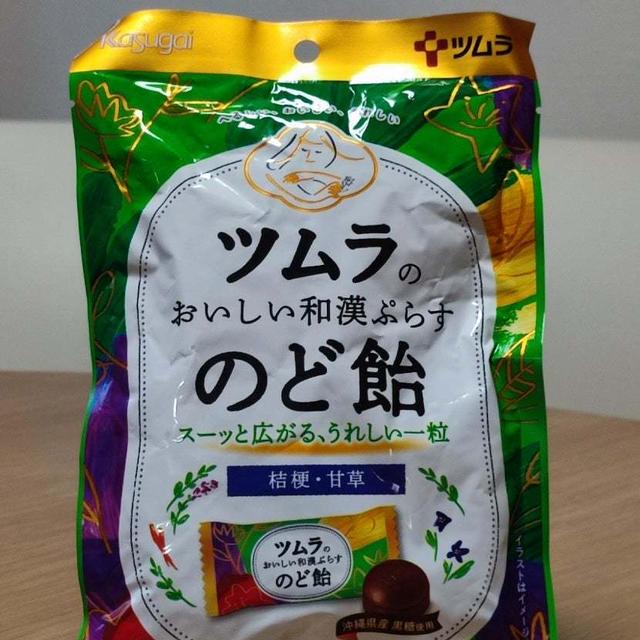 Kasugai
ツムラ
ツムラの
おいしい和漢ぷらす
のど飴
スーッと広がる、うれしい一粒
桔梗・甘草
ツムラの
おいしい和漢ぷらす
のど飴
沖縄県産 黒糖使用
イラストはイメージ